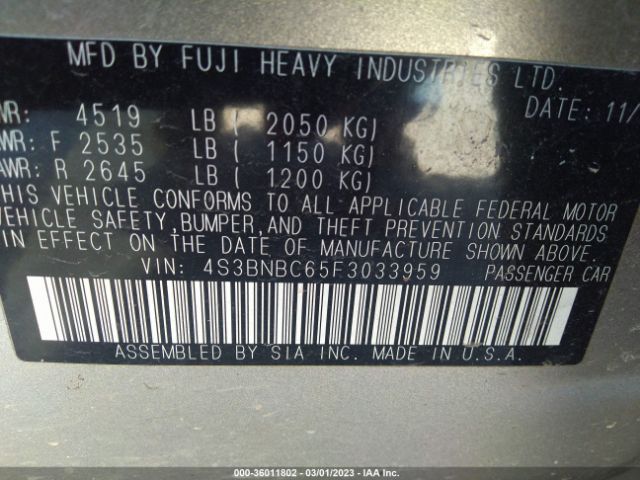 MFD BY FUJI HEAVY INDUSTRIES LTD.
DATE: 11/
WR: 4519 LB ( 2050 KG)
AWR: F 2535 LB ( 1150 KG)
AWR: R 2645 LB ( 1200 KG)
THIS VEHICLE CONFORMS TO ALL APPLICABLE FEDERAL MOTOR
VEHICLE SAFETY, BUMPER, AND THEFT PREVENTION STANDARDS
IN EFFECT ON THE DATE OF MANUFACTURE SHOWN ABOVE.
VIN: 4S3BNBC65F3033959 PASSENGER CAR
ASSEMBLED BY SIA INC. MADE IN U.S.A.
000-36011802 - 03/01/2023 - IAA Inc.